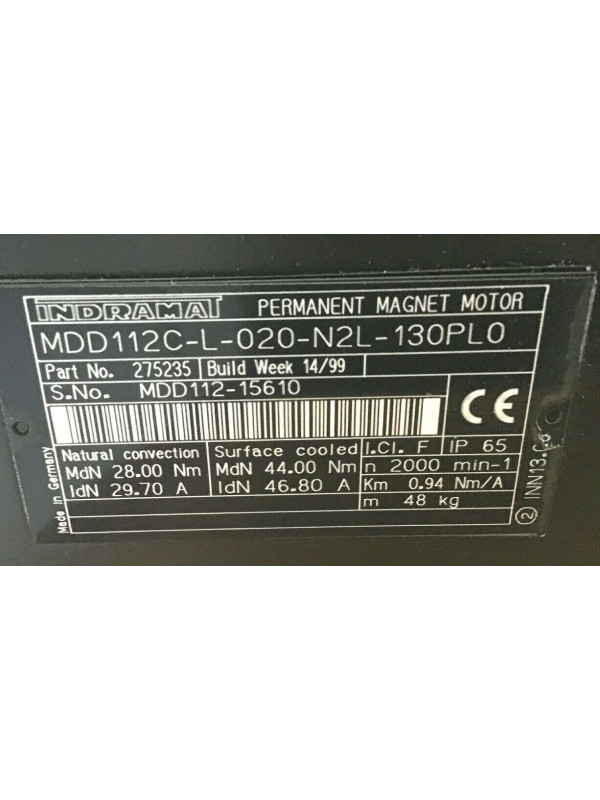 INDRAMAT PERMANENT MAGNET MOTOR
MDD112C-L-020-N2L-130PL0
Part No. 275235 Build Week 14/99
S.No. MDD112-15610
CE
Natural convection Surface cooled I.Cl. F IP 65
MdN 28.00 Nm MdN 44.00 Nm n 2000 min-1
IdN 29.70 A IdN 46.80 A Km 0.94 Nm/A
m 48 kg
Made in Germany
2 INN13.